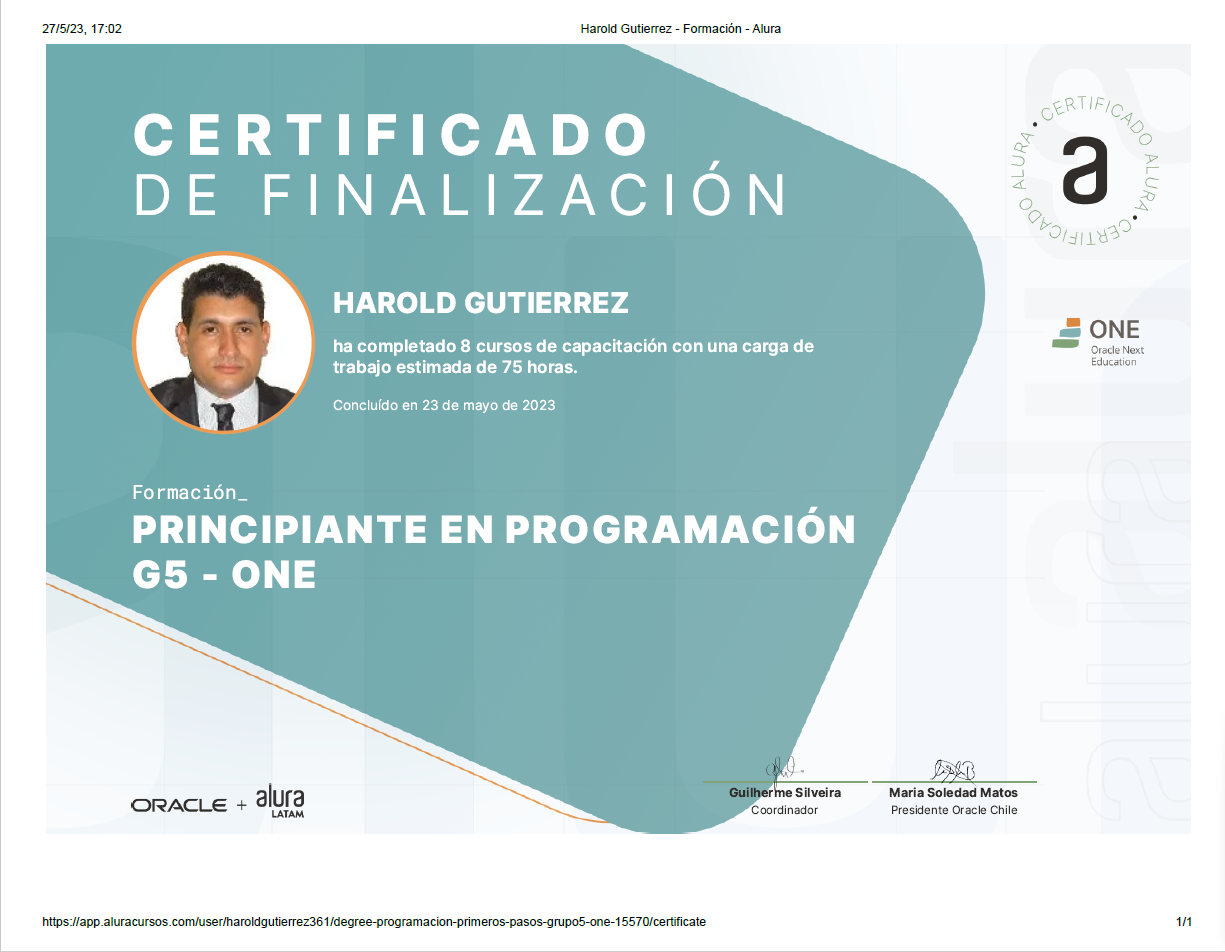 27/5/23, 17:02
Harold Gutierrez - Formación - Alura
CERTIFICADO
DE FINALIZACIÓN
CERTIFICADO ALURA • CERTIFICADO ALURA •
a
HAROLD GUTIERREZ
ha completado 8 cursos de capacitación con una carga de
trabajo estimada de 75 horas.
Concluído en 23 de mayo de 2023
ONE
Oracle Next
Education
Formación_
PRINCIPIANTE EN PROGRAMACIÓN
G5 - ONE
alura
ORACLE + alura
LATAM
Guilherme Silveira
Coordinador
Maria Soledad Matos
Presidente Oracle Chile
https://app.aluracursos.com/user/haroldgutierrez361/degree-programacion-primeros-pasos-grupo5-one-15570/certificate
1/1